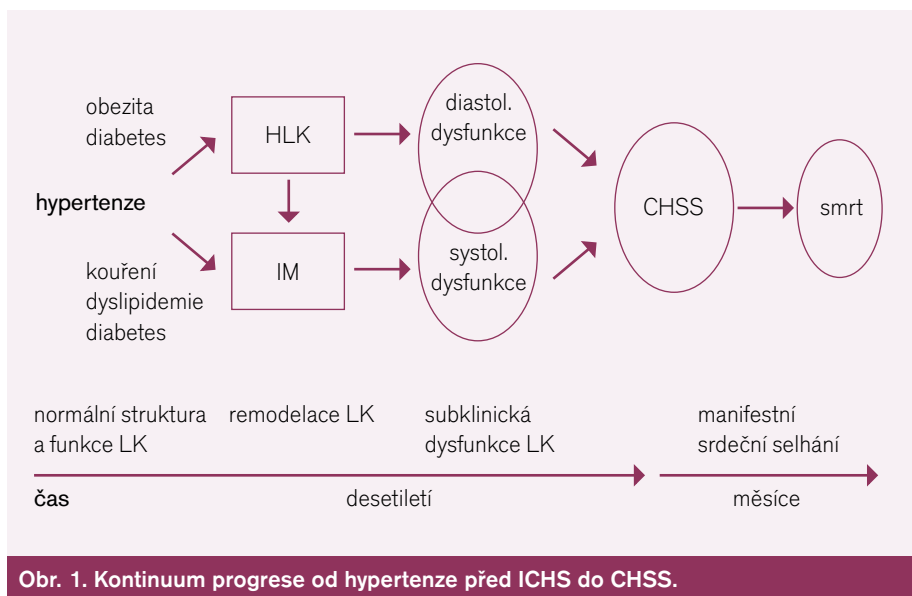 obezita
diabetes
hypertenze
kouření
dyslipidemie
diabetes
HLK
IM
diastol.
dysfunkce
systol.
dysfunkce
CHSS
smrt
normální struktura
a funkce LK
remodelace LK
subklinická
dysfunkce LK
manifestní
srdeční selhání
čas
desetiletí
měsíce
Obr. 1. Kontinuum progrese od hypertenze před ICHS do CHSS.